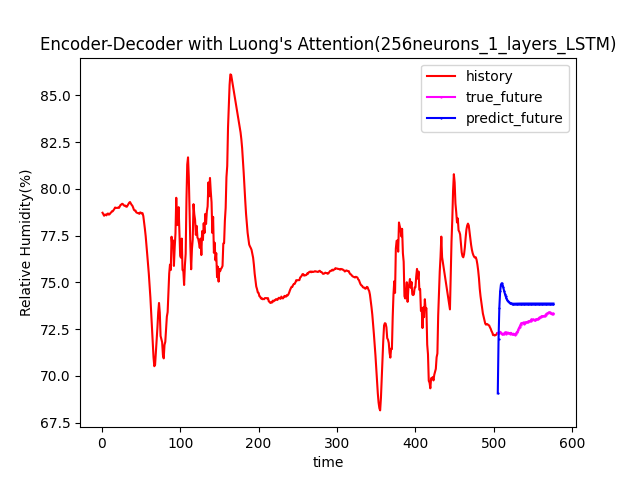 Encoder-Decoder with Luong's Attention(256neurons_1_layers_LSTM)
history
true_future
predict_future
Relative Humidity(%)
85.0
82.5
80.0
77.5
75.0
72.5
70.0
67.5
0
100
200
300
400
500
600
time